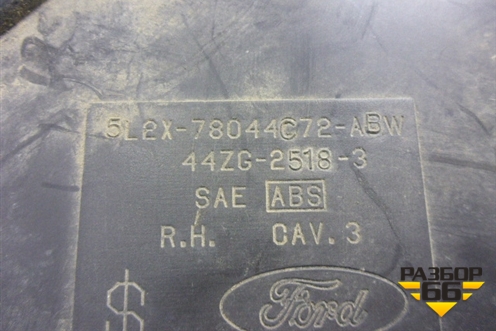 5L2X-78044C72-ABW
44ZG-2518-3
SAE ABS
R.H. CAV.3
$
Ford
РАЗБОР
66